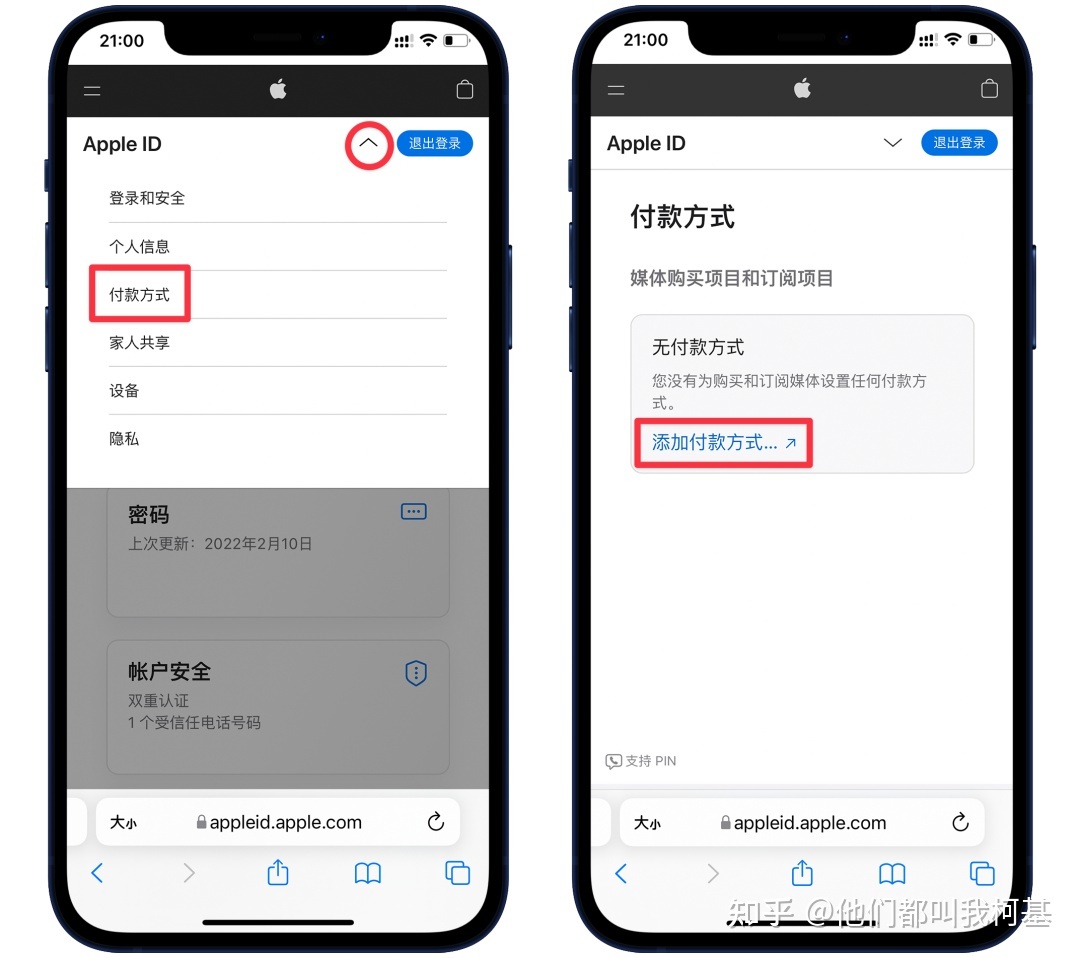 21:00
Apple ID
退出登录
登录和安全
个人信息
付款方式
家人共享
设备
隐私
密码
上次更新：2022年2月10日
帐户安全
双重认证
1 个受信任电话号码
大小
appleid.apple.com
21:00
Apple ID
退出登录
付款方式
媒体购买项目和订阅项目
无付款方式
您没有为购买和订阅媒体设置任何付款方
式。
添加付款方式... ↗
支持 PIN
大小
appleid.apple.com
知乎 @他们都叫我柯基